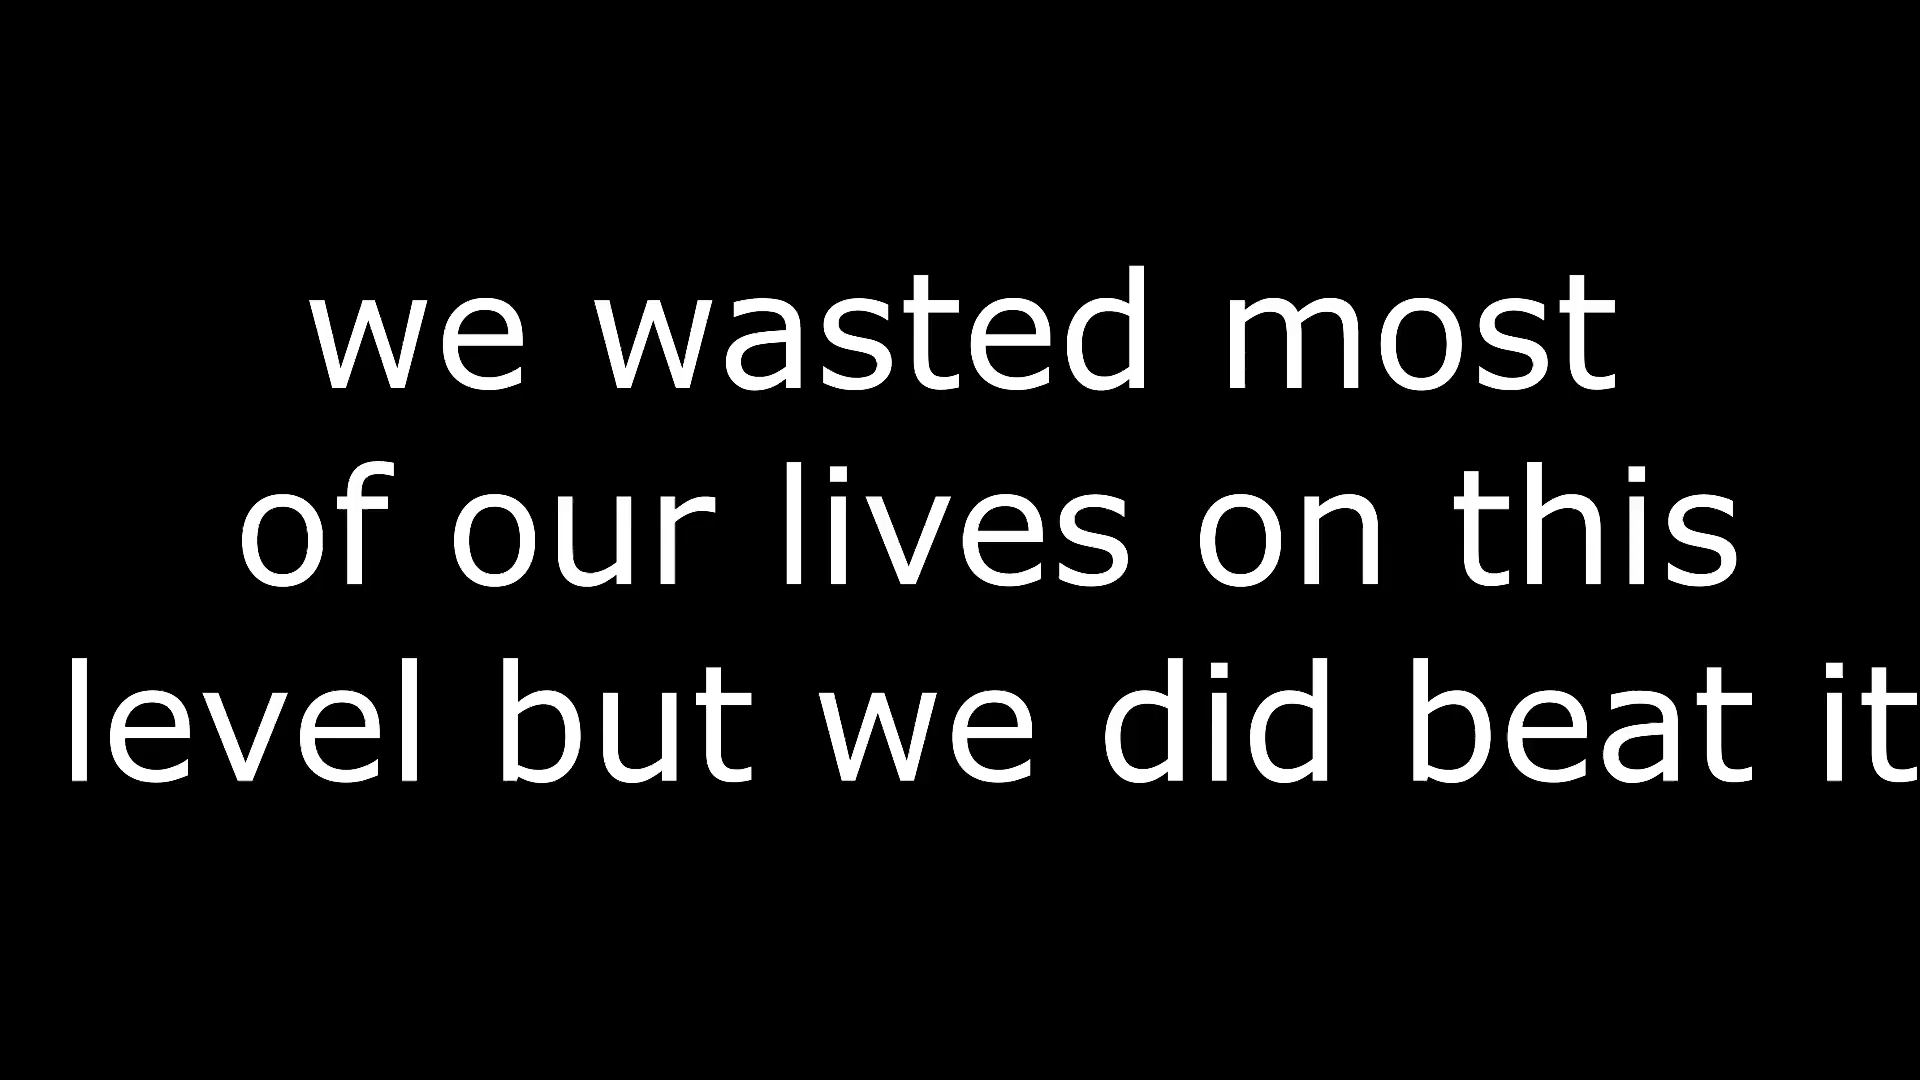 we wasted most
of our lives on this
level but we did beat it